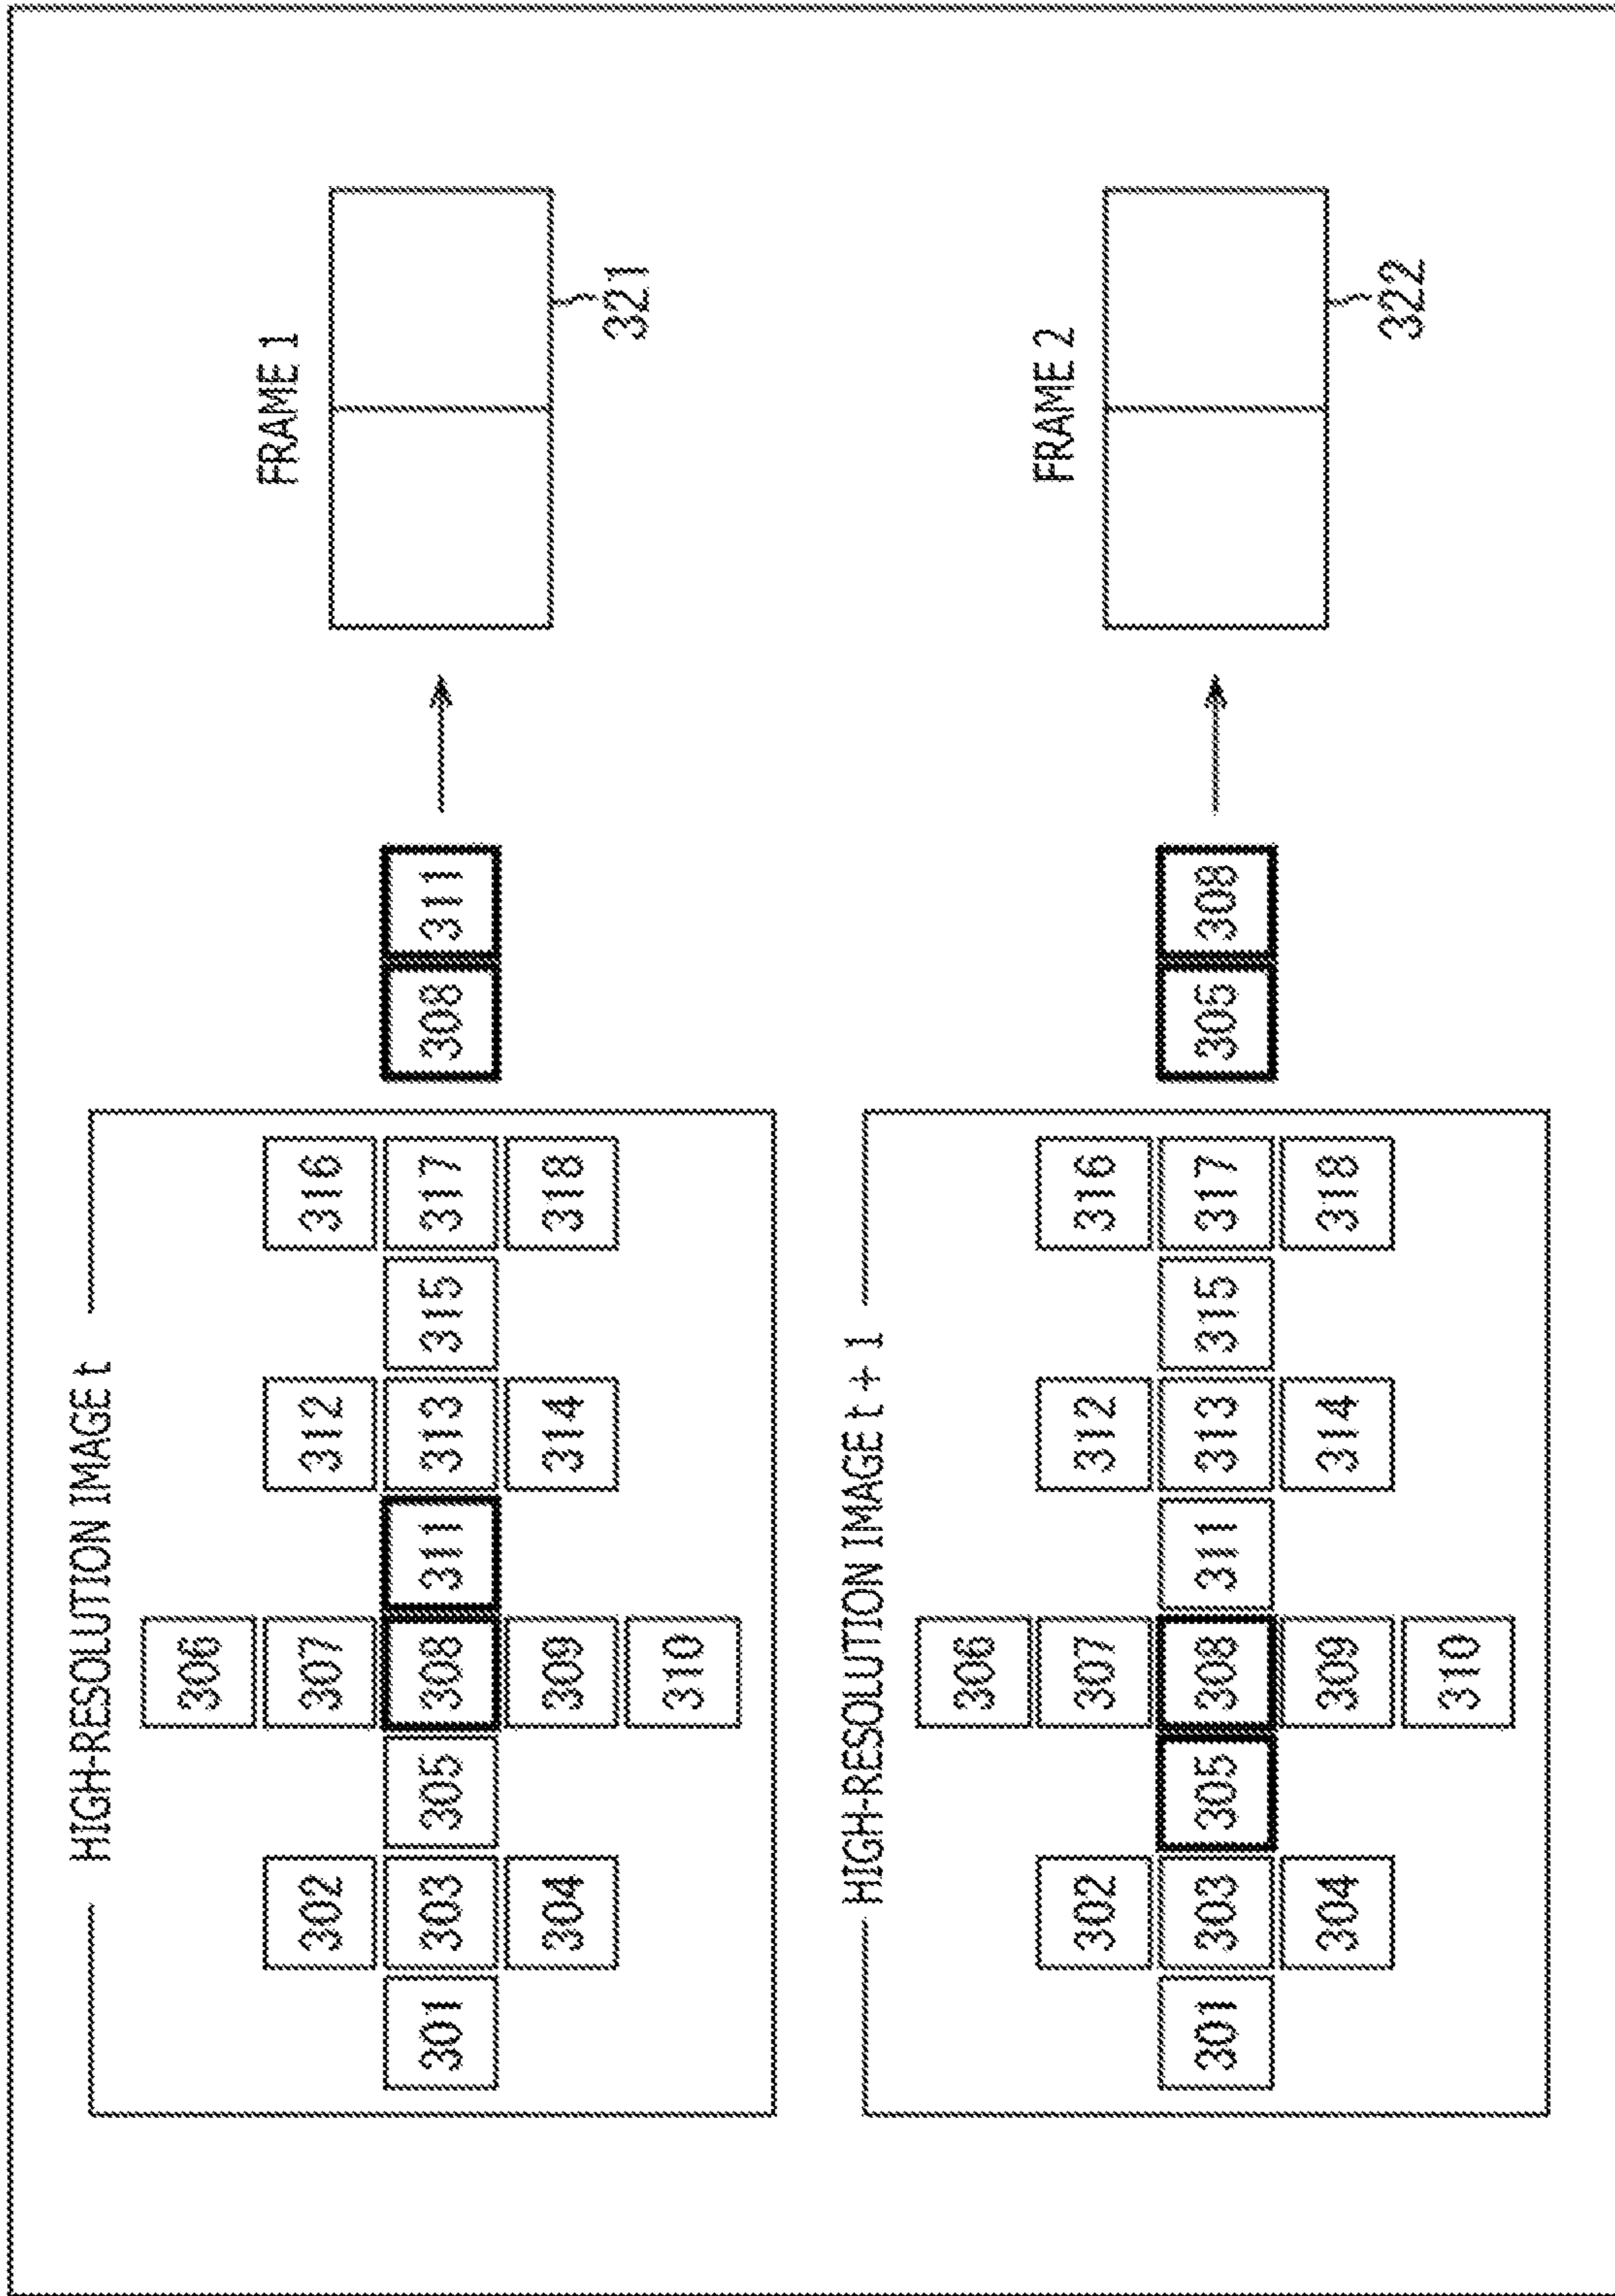 HIGH-RESOLUTION IMAGE t
306
302 307 312 316
301 303 305 308 311 313 315 317
304 309 314 318
310
308 311
FRAME 1
321
HIGH-RESOLUTION IMAGE t + 1
306
302 307 312 316
301 303 305 308 311 313 315 317
304 309 314 318
310
305 308
FRAME 2
322